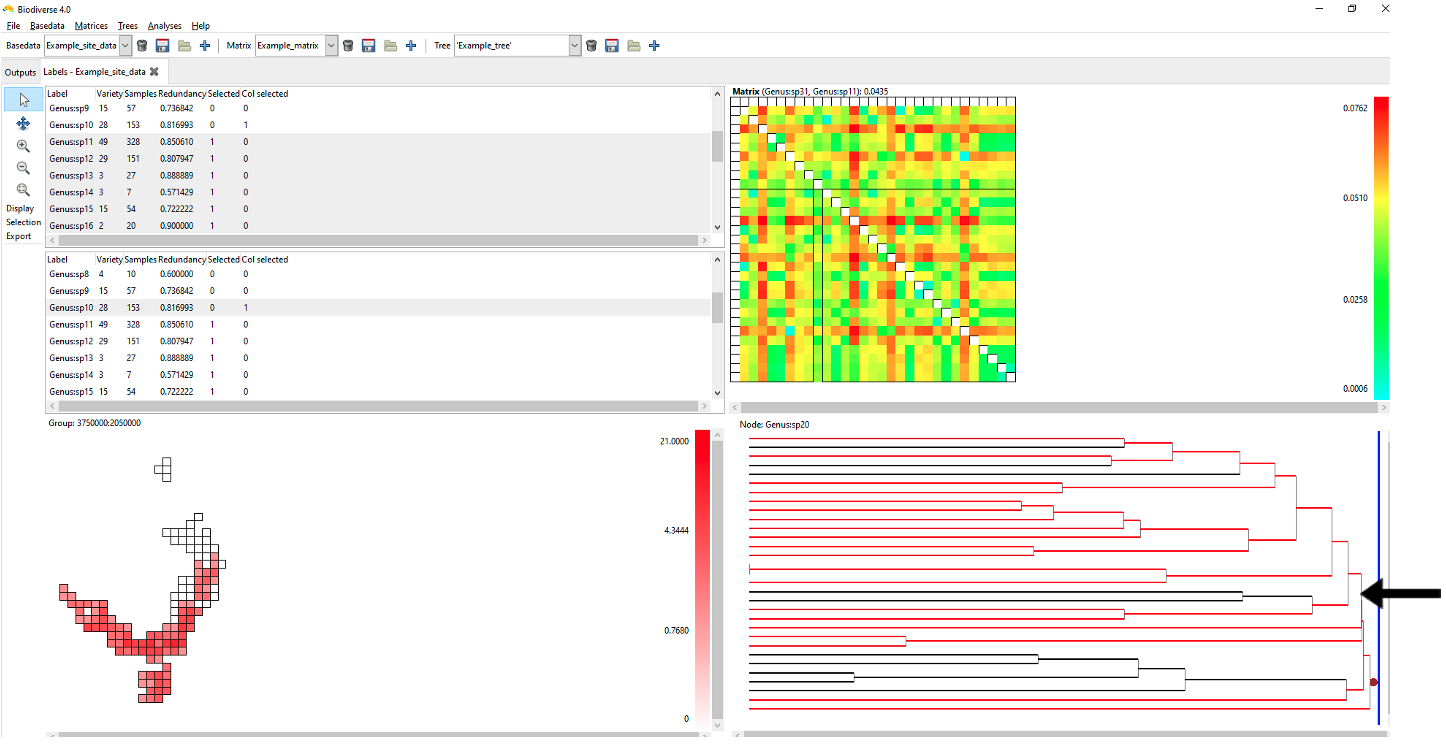 Biodiverse 4.0
File Basedata Matrices Trees Analyses Help
Basedata Example_site_data Matrix Example_matrix Tree 'Example_tree'
Outputs Labels - Example_site_data
Label Variety Samples Redundancy Selected Col selected
Genus:sp9 15 57 0.736842 0 0
Genus:sp10 28 153 0.816993 0 1
Genus:sp11 49 328 0.850610 1 0
Genus:sp12 29 151 0.807947 1 0
Genus:sp13 3 27 0.888889 1 0
Genus:sp14 3 7 0.571429 1 0
Genus:sp15 15 54 0.722222 1 0
Genus:sp16 2 20 0.900000 1 0
Display
Selection
Export
Label Variety Samples Redundancy Selected Col selected
Genus:sp8 4 10 0.600000 0 0
Genus:sp9 15 57 0.736842 0 0
Genus:sp10 28 153 0.816993 0 1
Genus:sp11 49 328 0.850610 1 0
Genus:sp12 29 151 0.807947 1 0
Genus:sp13 3 27 0.888889 1 0
Genus:sp14 3 7 0.571429 1 0
Genus:sp15 15 54 0.722222 1 0
Matrix (Genus:sp31, Genus:sp11): 0.0435
0.0762
0.0510
0.0258
0.0006
Group: 3750000:2050000
21.0000
4.3444
0.7680
0
Node: Genus:sp20